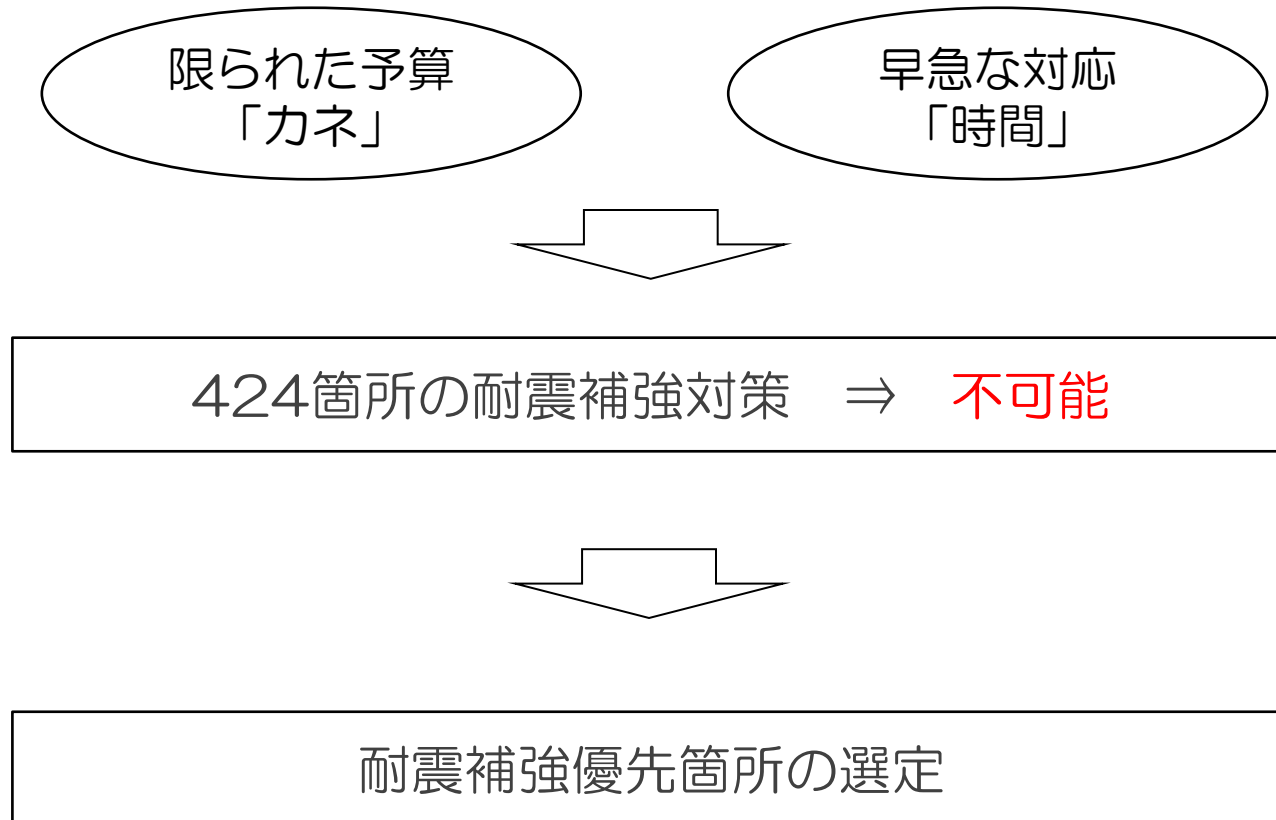 限られた予算
「カネ」
早急な対応
「時間」
424箇所の耐震補強対策　⇒　不可能
耐震補強優先箇所の選定